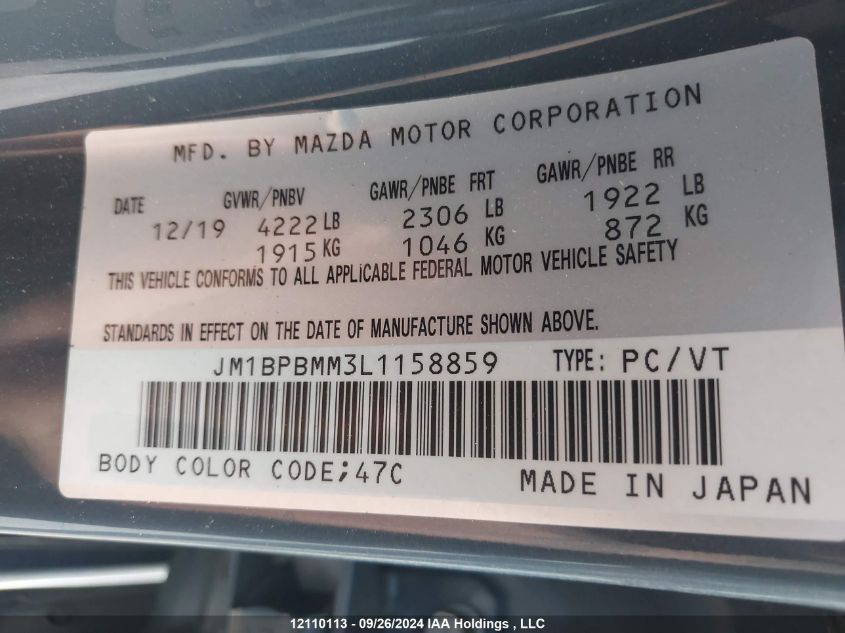 MFD. BY MAZDA MOTOR CORPORATION
DATE GVWR/PNBV GAWR/PNBE FRT GAWR/PNBE RR
12/19 4222 LB 2306 LB 1922 LB
1915 KG 1046 KG 872 KG
THIS VEHICLE CONFORMS TO ALL APPLICABLE FEDERAL MOTOR VEHICLE SAFETY
STANDARDS IN EFFECT ON THE DATE OF MANUFACTURE SHOWN ABOVE.
JM1BPBMM3L1158859 TYPE: PC/VT
BODY COLOR CODE;47C MADE IN JAPAN
12110113 - 09/26/2024 IAA Holdings , LLC